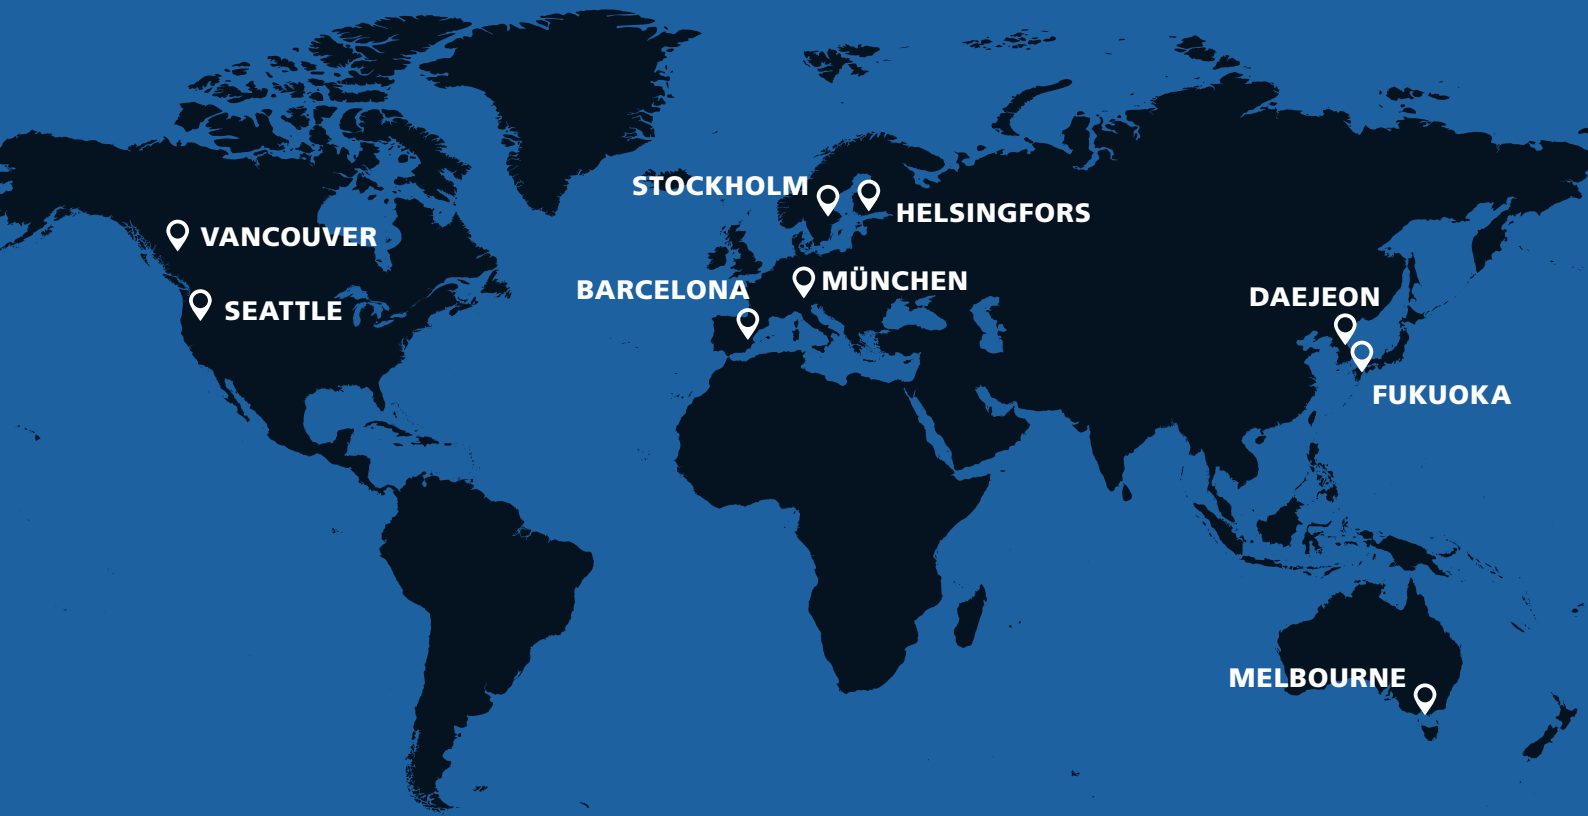 STOCKHOLM
HELSINGFORS
VANCOUVER
BARCELONA
MÜNCHEN
SEATTLE
DAEJEON
FUKUOKA
MELBOURNE